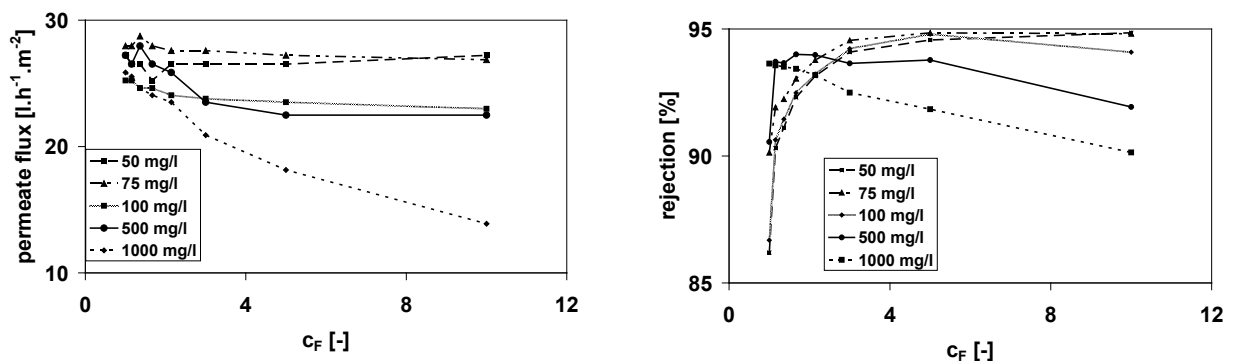 30
20
10
0
4
8
12
permeate flux [l.h⁻¹.m⁻²]
c_F [-]
50 mg/l
75 mg/l
100 mg/l
500 mg/l
1000 mg/l
95
90
85
0
4
8
12
rejection [%]
c_F [-]
50 mg/l
75 mg/l
100 mg/l
500 mg/l
1000 mg/l